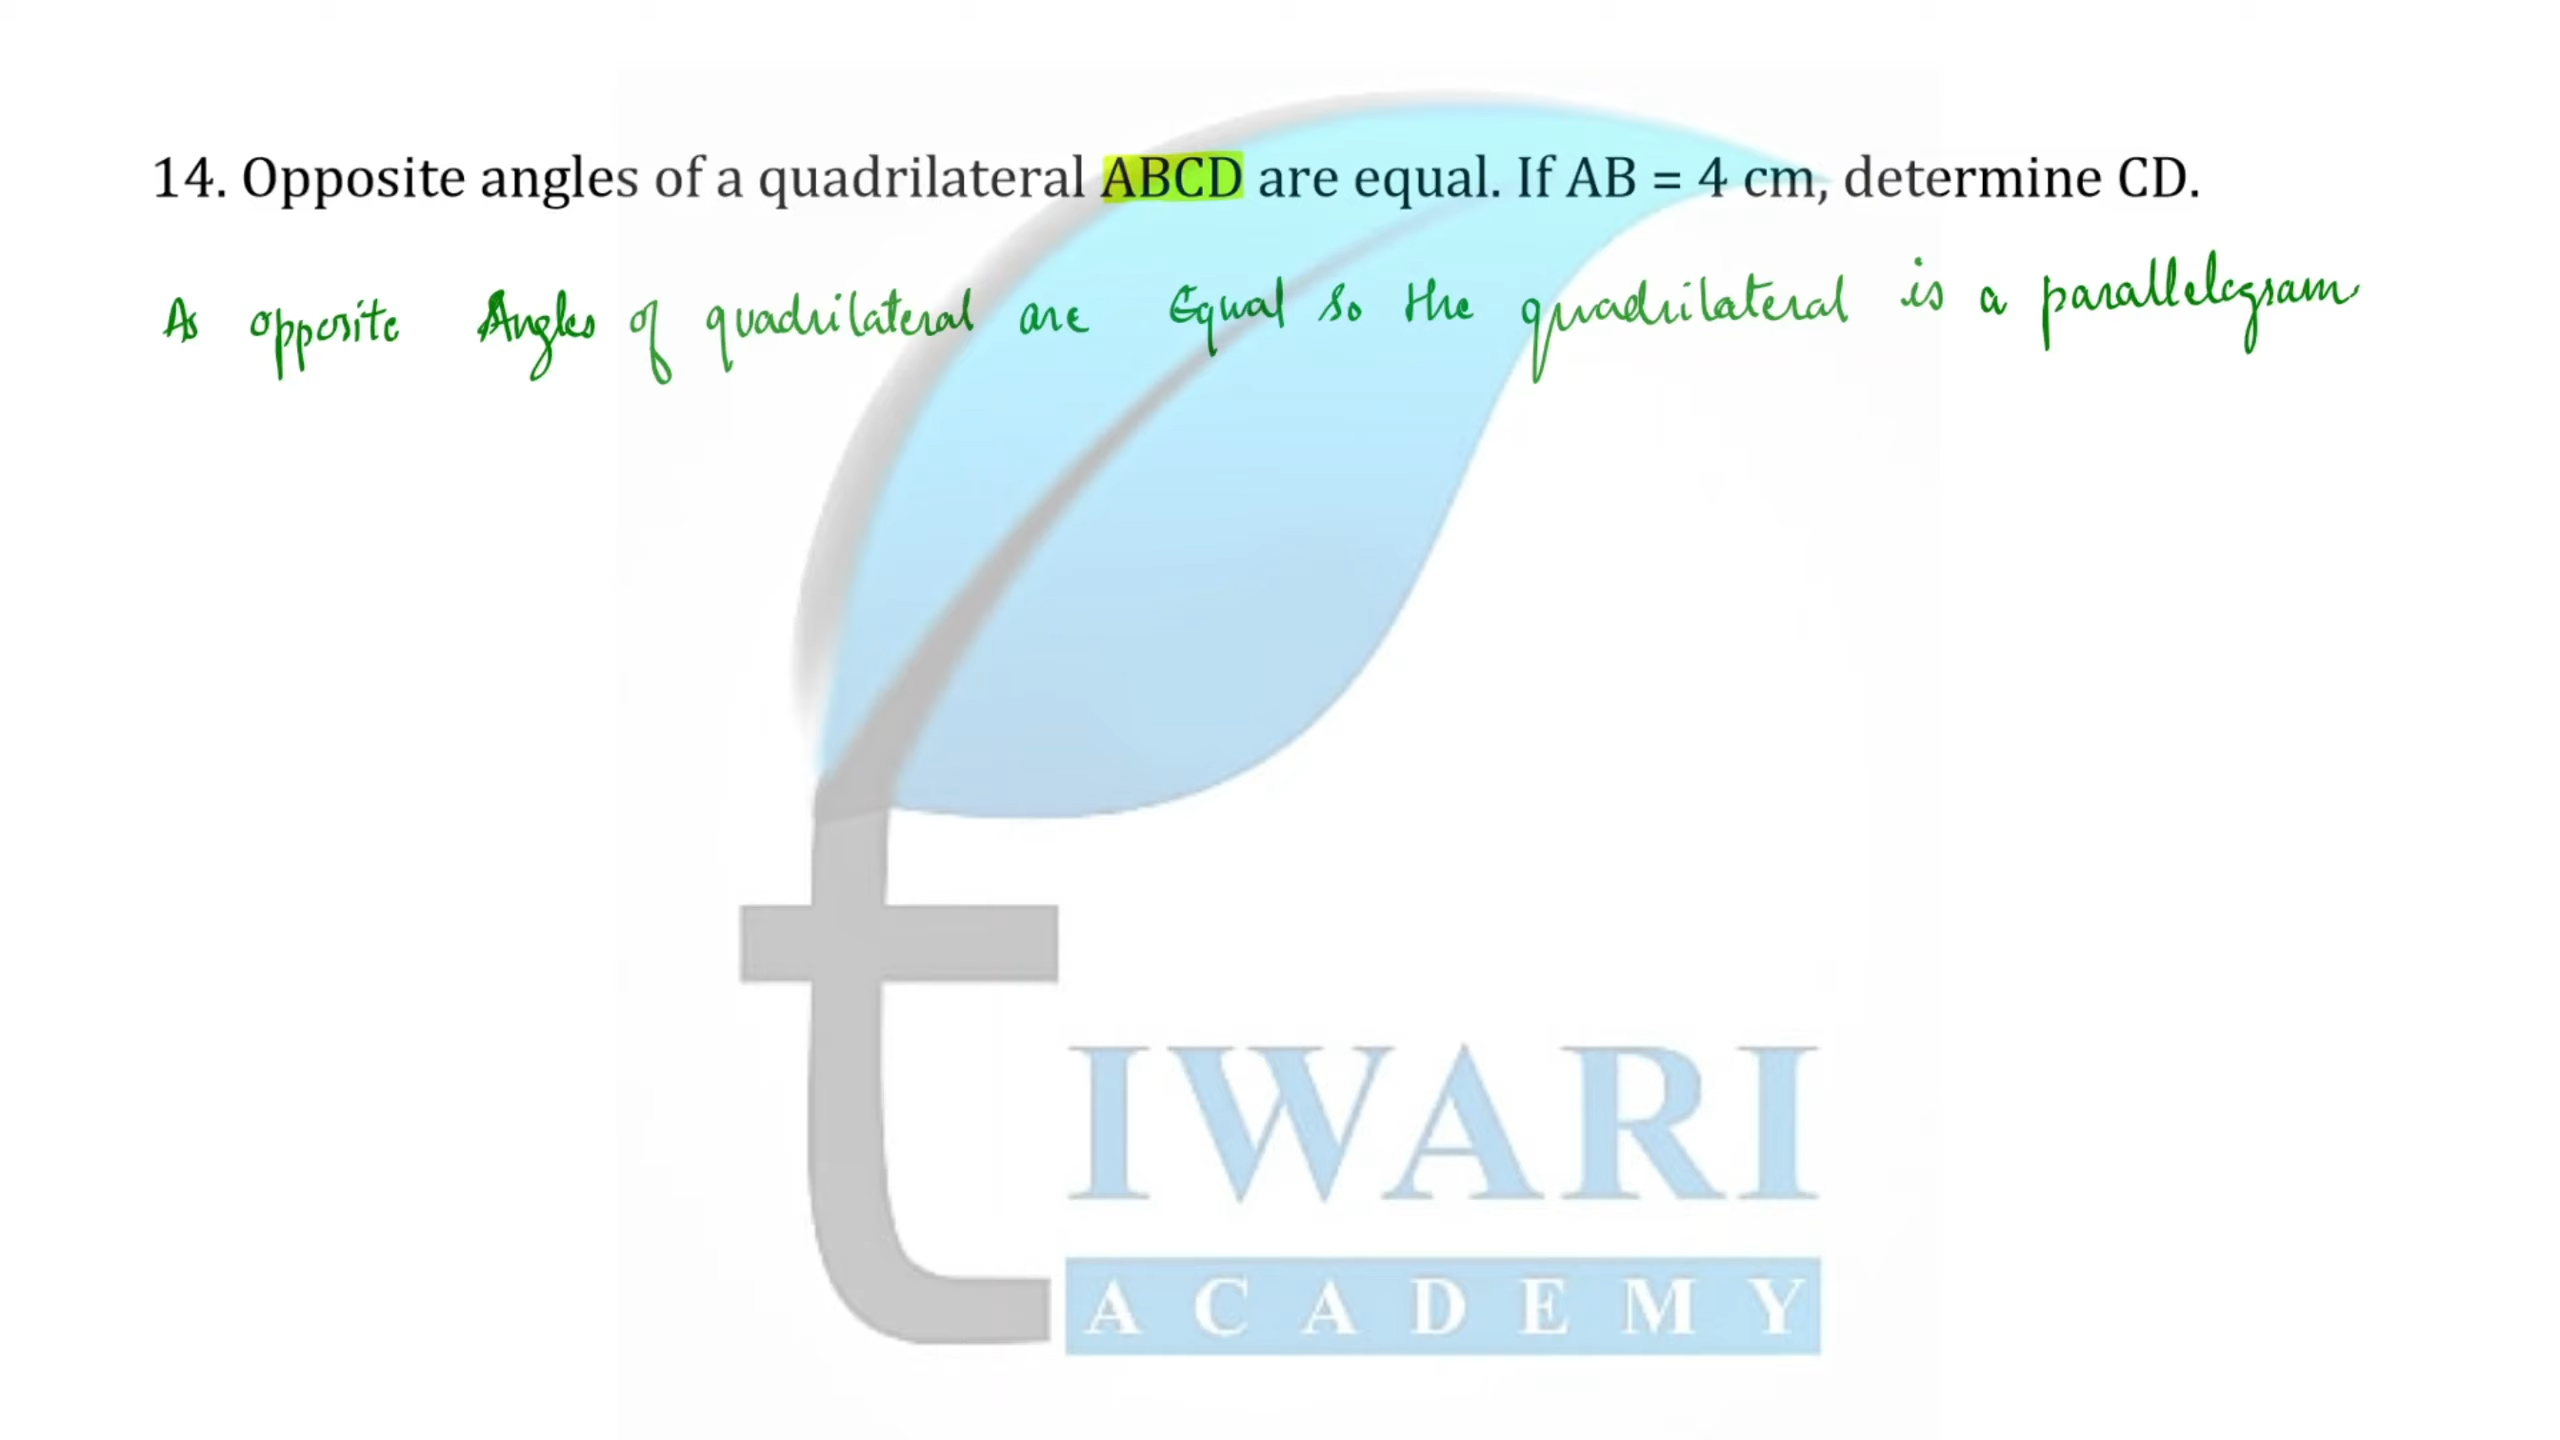 14. Opposite angles of a quadrilateral ABCD are equal. If AB = 4 cm, determine CD.
As opposite Angles of quadrilateral are Equal so the quadrilateral is a parallelogram.
tIWARI
ACADEMY